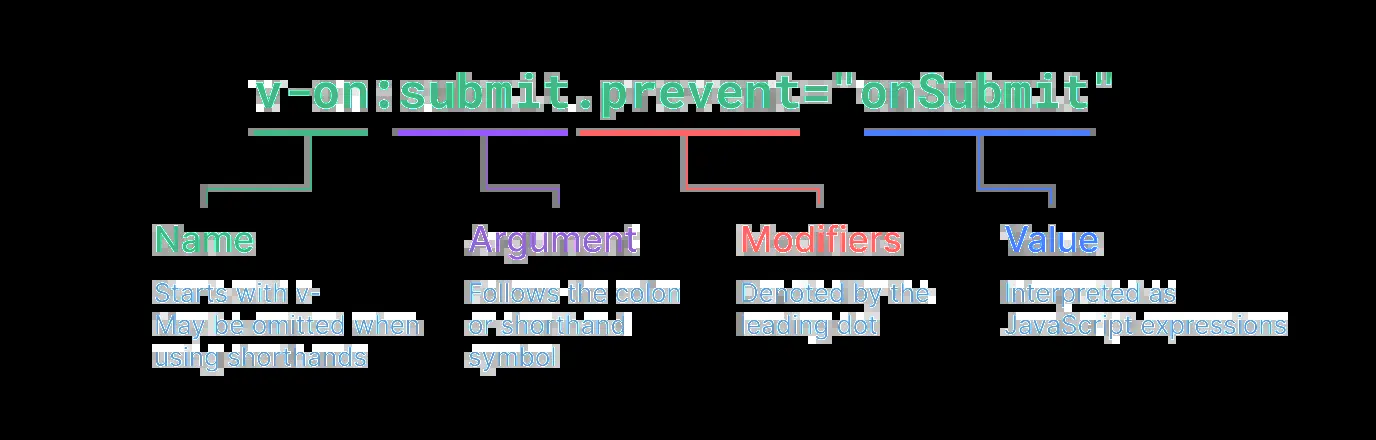 v-on:submit.prevent="onSubmit"
Name
Starts with v-
May be omitted when
using shorthands
Argument
Follows the colon
or shorthand
symbol
Modifiers
Denoted by the
leading dot
Value
Interpreted as
JavaScript expressions